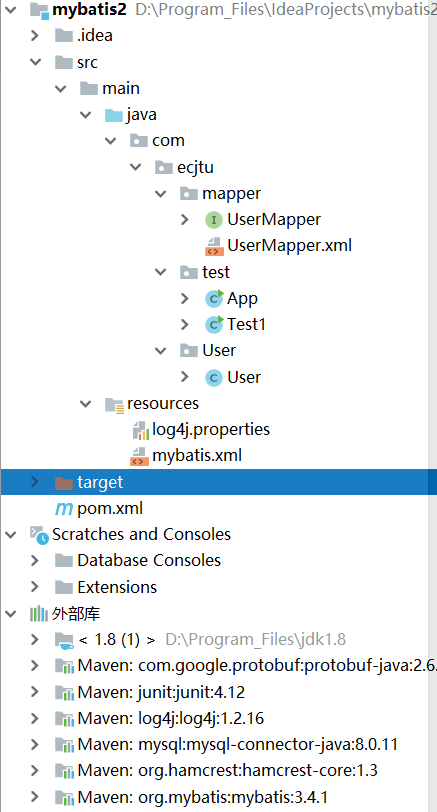 mybatis2 D:\Program_Files\IdeaProjects\mybatis2
.idea
src
main
java
com
ecjtu
mapper
I UserMapper
UserMapper.xml
test
C App
C Test1
User
C User
resources
log4j.properties
mybatis.xml
target
m pom.xml
Scratches and Consoles
Database Consoles
Extensions
外部库
< 1.8 (1) > D:\Program_Files\jdk1.8
Maven: com.google.protobuf:protobuf-java:2.6.
Maven: junit:junit:4.12
Maven: log4j:log4j:1.2.16
Maven: mysql:mysql-connector-java:8.0.11
Maven: org.hamcrest:hamcrest-core:1.3
Maven: org.mybatis:mybatis:3.4.1